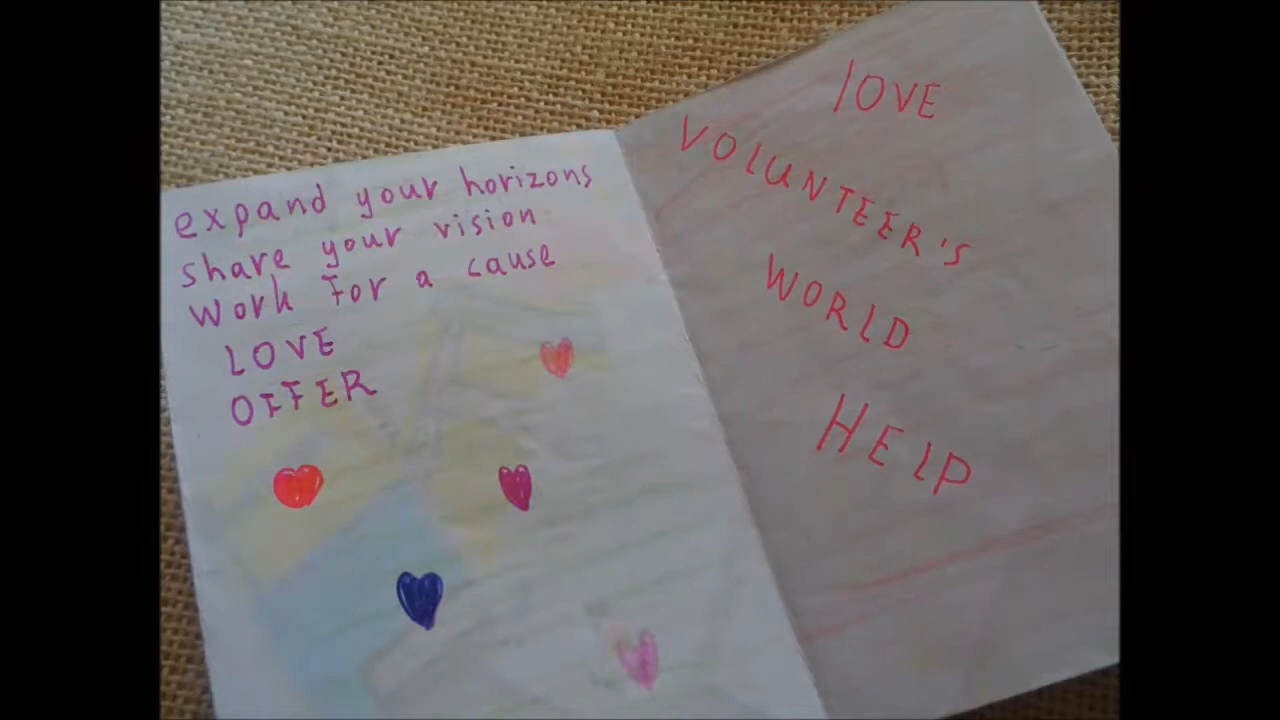 expand your horizons
share your vision
work for a cause
LOVE
OFFER
lOVE
VOLUNTEER'S
WORLD
HELP